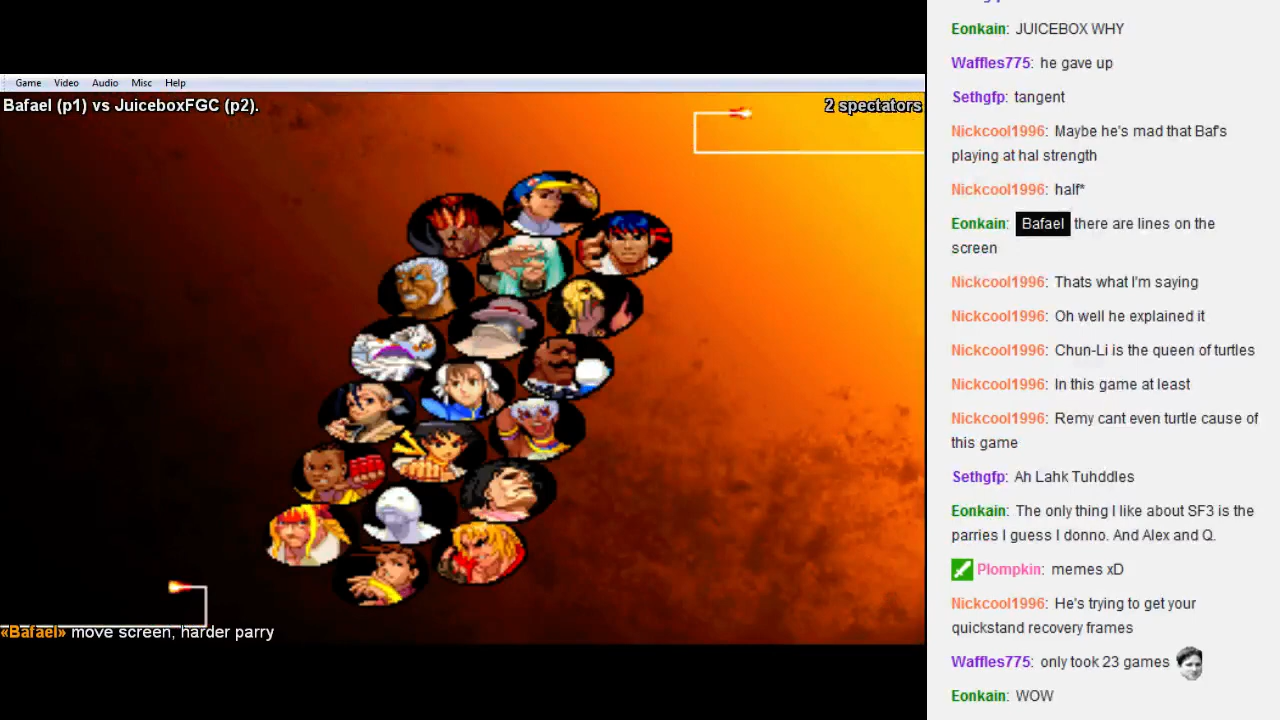 Game Video Audio Misc Help
Bafael (p1) vs JuiceboxFGC (p2).
2 spectators
«Bafael» move screen, harder parry
Eonkain: JUICEBOX WHY
Waffles775: he gave up
Sethgfp: tangent
Nickcool1996: Maybe he's mad that Baf's
playing at hal strength
Nickcool1996: half*
Eonkain: Bafael there are lines on the
screen
Nickcool1996: Thats what I'm saying
Nickcool1996: Oh well he explained it
Nickcool1996: Chun-Li is the queen of turtles
Nickcool1996: In this game at least
Nickcool1996: Remy cant even turtle cause of
this game
Sethgfp: Ah Lahk Tuhddles
Eonkain: The only thing I like about SF3 is the
parries I guess I donno. And Alex and Q.
Plompkin: memes xD
Nickcool1996: He's trying to get your
quickstand recovery frames
Waffles775: only took 23 games
Eonkain: WOW